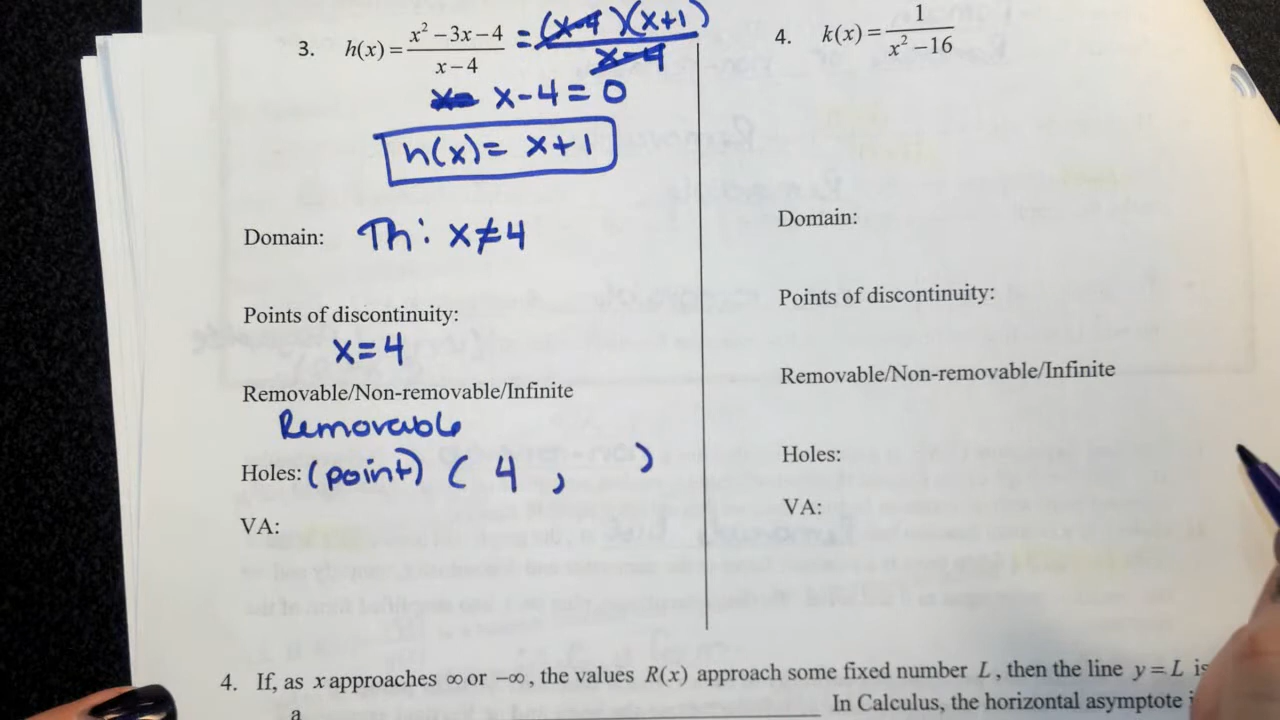 3. h(x) = x² − 3x − 4 / x − 4 = (x-4)(x+1) / x-4
x= x-4=0
h(x) = x+1
Domain: Th: x≠4
Points of discontinuity:
x=4
Removable/Non-removable/Infinite
Removable
Holes: (point) ( 4 , )
VA:
4. k(x) = 1 / x² − 16
Domain:
Points of discontinuity:
Removable/Non-removable/Infinite
Holes:
VA:
4. If, as x approaches ∞ or −∞, the values R(x) approach some fixed number L, then the line y = L is
a ____________ In Calculus, the horizontal asymptote